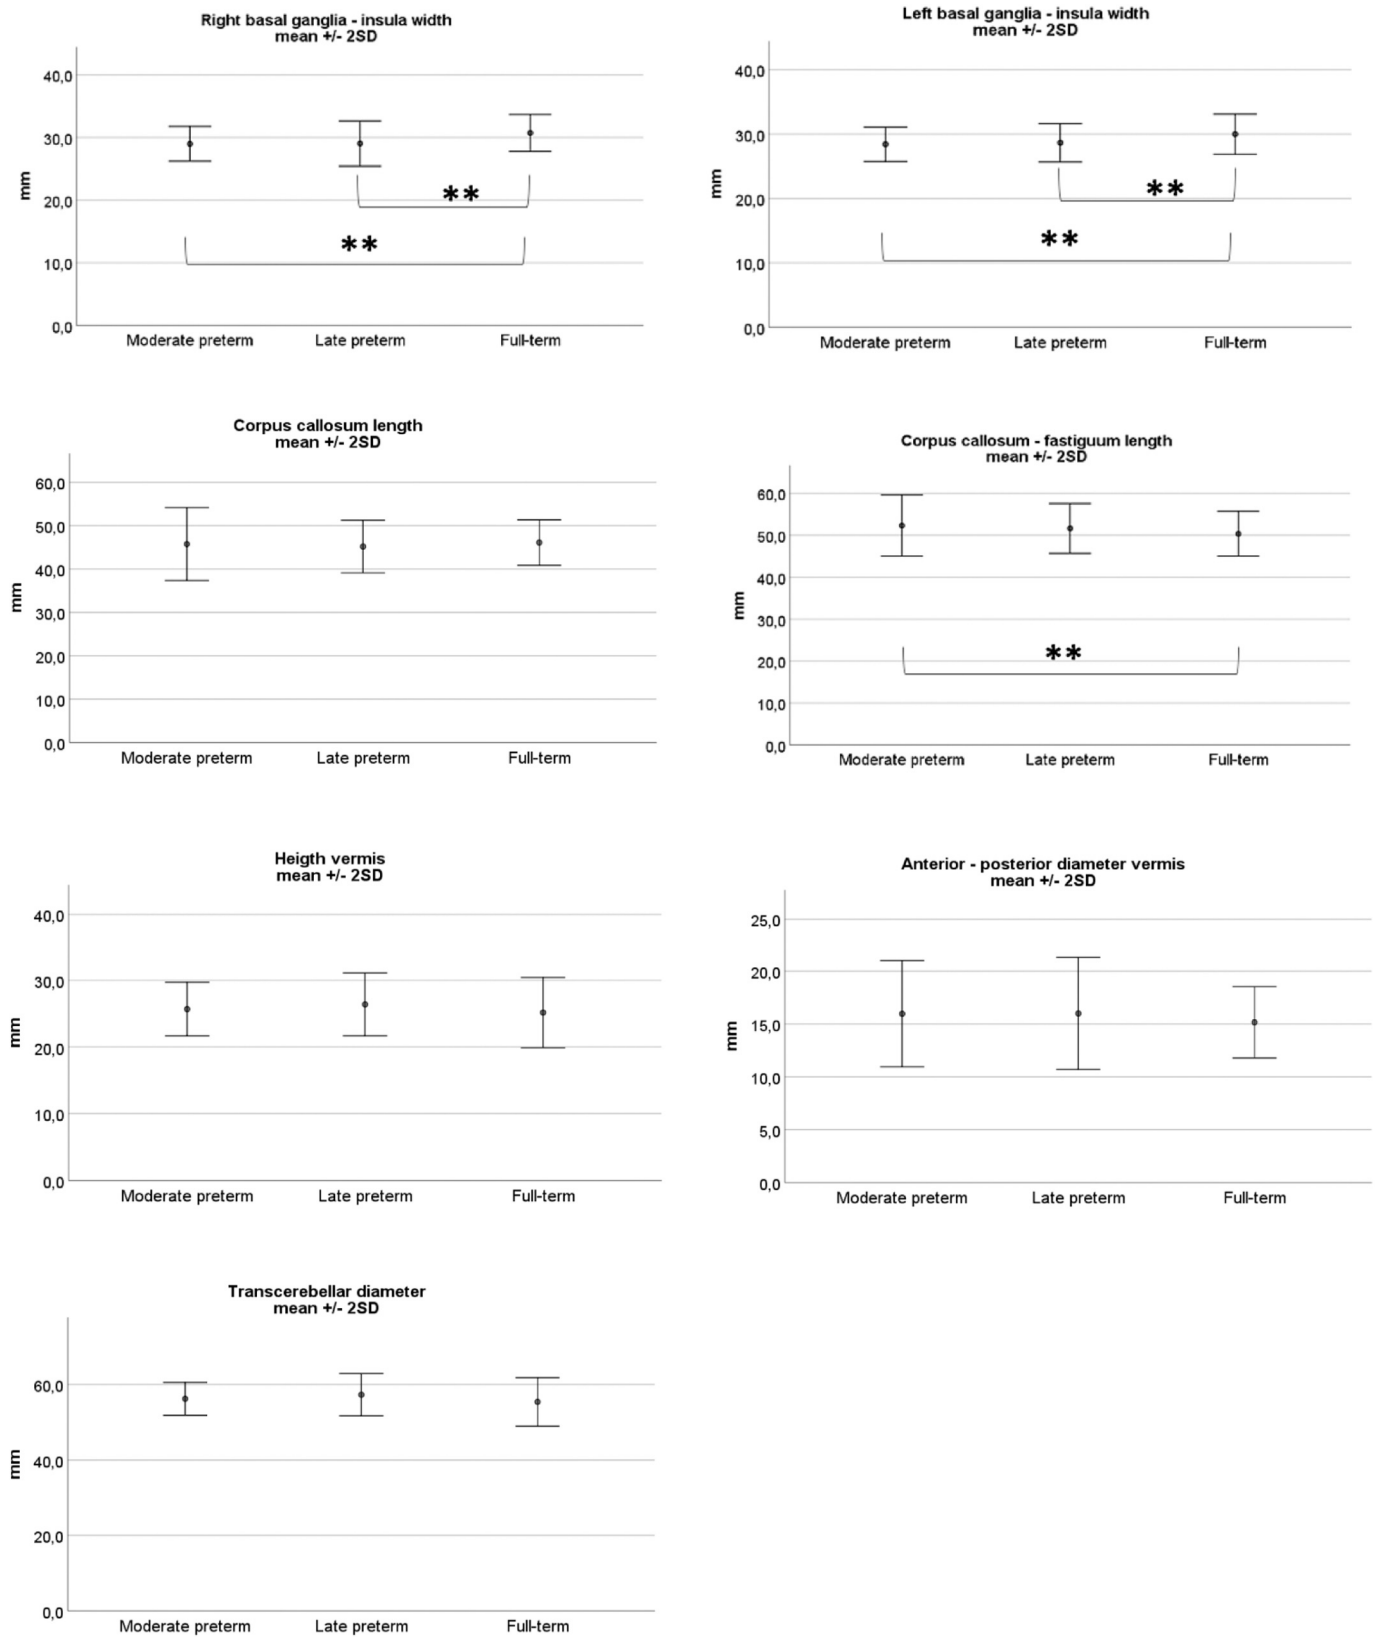 Right basal ganglia - insula width
mean +/- 2SD
40,0
30,0
20,0
10,0
0,0
mm
**
**
Moderate preterm Late preterm Full-term
Left basal ganglia - insula width
mean +/- 2SD
40,0
30,0
20,0
10,0
0,0
mm
**
**
Moderate preterm Late preterm Full-term
Corpus callosum length
mean +/- 2SD
60,0
50,0
40,0
30,0
20,0
10,0
0,0
mm
Moderate preterm Late preterm Full-term
Corpus callosum - fastiguum length
mean +/- 2SD
60,0
50,0
40,0
30,0
20,0
10,0
0,0
mm
**
Moderate preterm Late preterm Full-term
Heigth vermis
mean +/- 2SD
40,0
30,0
20,0
10,0
0,0
mm
Moderate preterm Late preterm Full-term
Anterior - posterior diameter vermis
mean +/- 2SD
25,0
20,0
15,0
10,0
5,0
0,0
mm
Moderate preterm Late preterm Full-term
Transcerebellar diameter
mean +/- 2SD
60,0
40,0
20,0
0,0
mm
Moderate preterm Late preterm Full-term